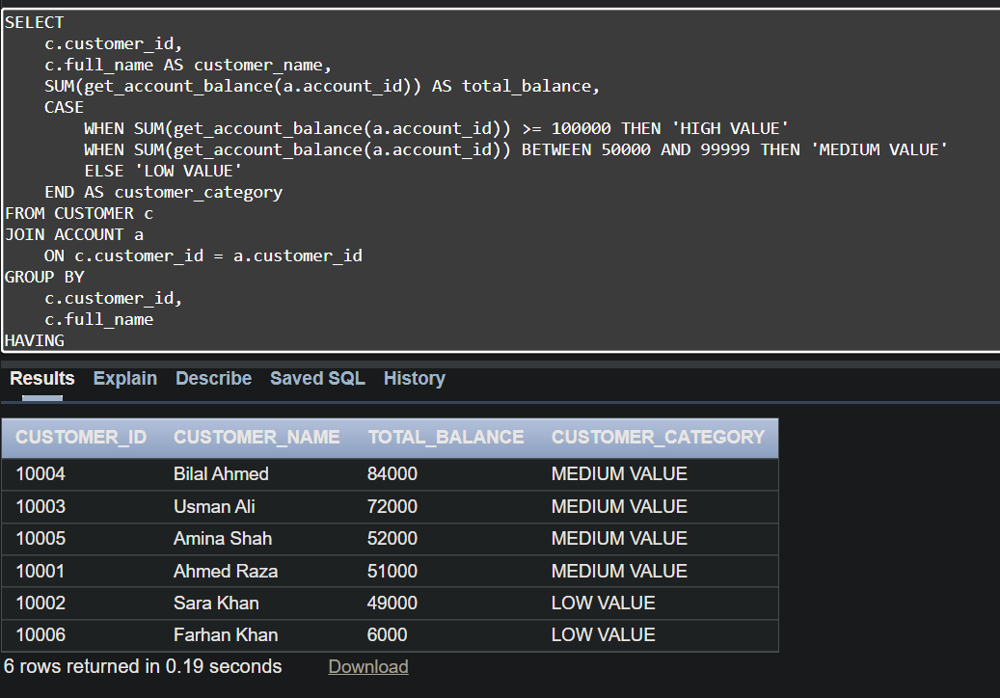 SELECT
    c.customer_id,
    c.full_name AS customer_name,
    SUM(get_account_balance(a.account_id)) AS total_balance,
    CASE
        WHEN SUM(get_account_balance(a.account_id)) >= 100000 THEN 'HIGH VALUE'
        WHEN SUM(get_account_balance(a.account_id)) BETWEEN 50000 AND 99999 THEN 'MEDIUM VALUE'
        ELSE 'LOW VALUE'
    END AS customer_category
FROM CUSTOMER c
JOIN ACCOUNT a
    ON c.customer_id = a.customer_id
GROUP BY
    c.customer_id,
    c.full_name
HAVING
Results Explain Describe Saved SQL History
CUSTOMER_ID CUSTOMER_NAME TOTAL_BALANCE CUSTOMER_CATEGORY
10004 Bilal Ahmed 84000 MEDIUM VALUE
10003 Usman Ali 72000 MEDIUM VALUE
10005 Amina Shah 52000 MEDIUM VALUE
10001 Ahmed Raza 51000 MEDIUM VALUE
10002 Sara Khan 49000 LOW VALUE
10006 Farhan Khan 6000 LOW VALUE
6 rows returned in 0.19 seconds Download